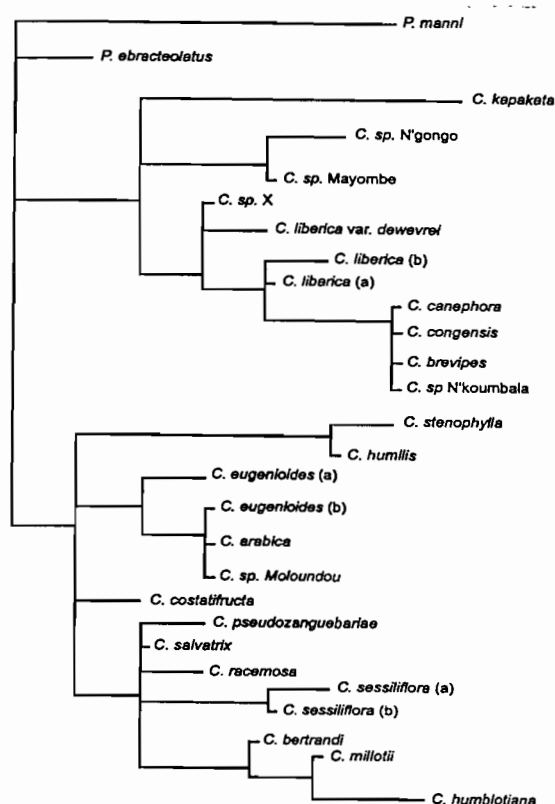 P. manni
P. ebracteolatus
C. kapakata
C. sp. N'gongo
C. sp. Mayombe
C. sp. X
C. liberica var. dewevrei
C. liberica (b)
C. liberica (a)
C. canephora
C. congensis
C. brevipes
C. sp N'koumbala
C. stenophylla
C. humilis
C. eugenioides (a)
C. eugenioides (b)
C. arabica
C. sp. Moloundou
C. costatifructa
C. pseudozanguebariae
C. salvatrix
C. racemosa
C. sessiliflora (a)
C. sessiliflora (b)
C. bertrandi
C. millotii
C. humblotiana